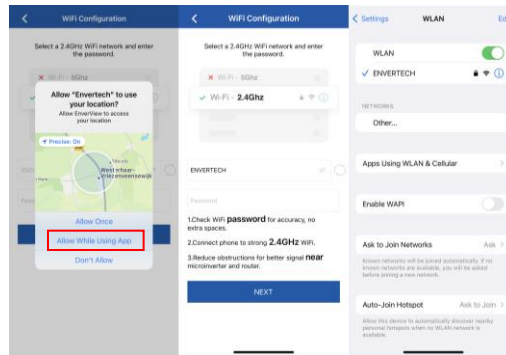 WiFi Configuration
Select a 2.4GHz WiFi network and enter
the password.
Wi-Fi - 5Ghz
Allow "Envertech" to use
your location?
Allow EnverView to access
your location
Precise: On
Allow Once
Allow While Using App
Don't Allow
WiFi Configuration
Select a 2.4GHz WiFi network and enter
the password.
Wi-Fi - 5Ghz
Wi-Fi - 2.4Ghz
ENVERTECH
Password
1.Check WiFi password for accuracy, no
extra spaces.
2.Connect phone to strong 2.4GHz WiFi.
3.Reduce obstructions for better signal near
microinverter and router.
NEXT
Settings
WLAN
Ed
WLAN
ENVERTECH
NETWORKS
Other...
Apps Using WLAN & Cellular
Enable WAPI
Ask to Join Networks
Ask
Known networks will be joined automatically. If no
known networks are available, you will be asked
before joining a new network.
Auto-Join Hotspot
Ask to Join
Allow this device to automatically discover nearby
personal hotspots when no WLAN network is
available.